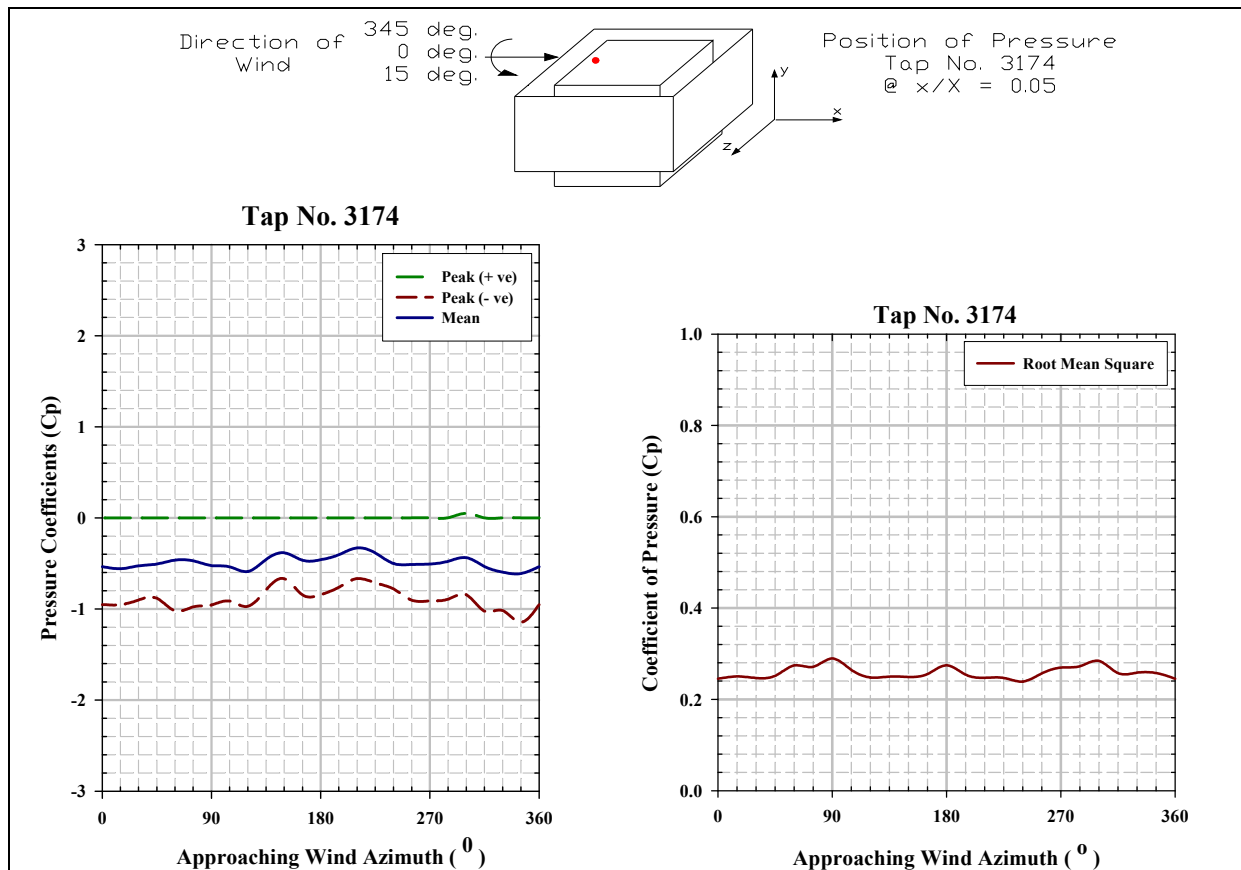 Direction of
Wind
345 deg.
0 deg.
15 deg.
Position of Pressure
Tap No. 3174
@ x/X = 0.05
y
x
z
Tap No. 3174
Peak (+ ve)
Peak (- ve)
Mean
3
2
1
0
-1
-2
-3
Pressure Coefficients (Cp)
0 90 180 270 360
Approaching Wind Azimuth ( 0 )
Tap No. 3174
Root Mean Square
1.0
0.8
0.6
0.4
0.2
0.0
Coefficient of Pressure (Cp)
0 90 180 270 360
Approaching Wind Azimuth ( o )